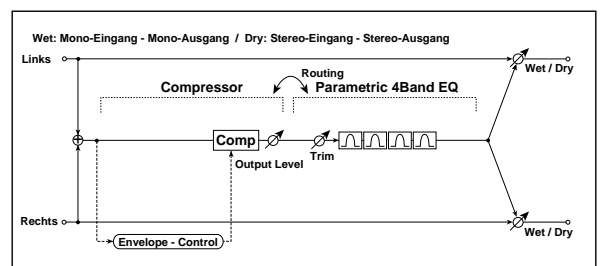 Wet: Mono-Eingang - Mono-Ausgang / Dry: Stereo-Eingang - Stereo-Ausgang
Links
Wet / Dry
Routing
Compressor
Parametric 4Band EQ
Comp
Output Level
Trim
Rechts
Wet / Dry
Envelope - Control